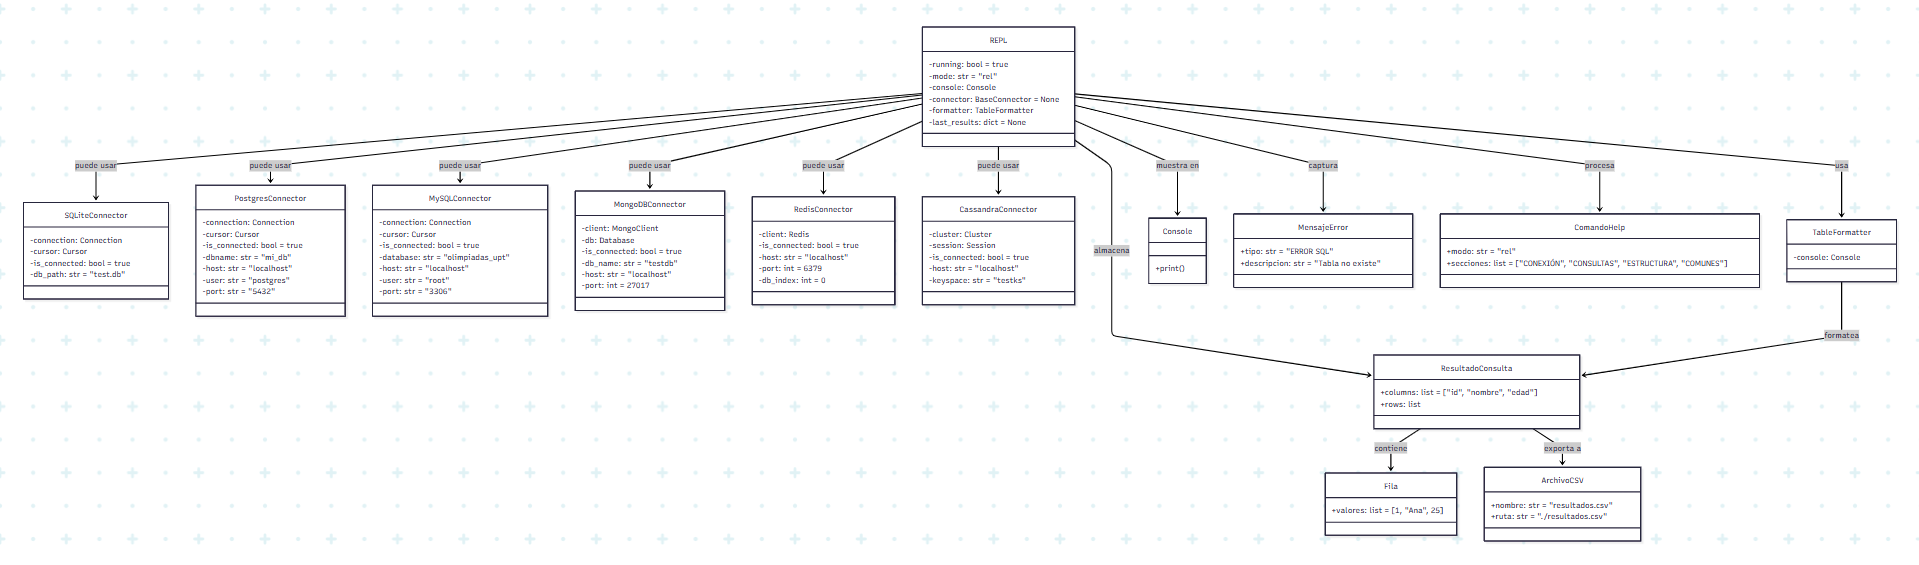 REPL
-running: bool = true
-mode: str = "rel"
-console: Console
-connector: BaseConnector = None
-formatter: TableFormatter
-last_results: dict = None
puede usar
puede usar
puede usar
puede usar
puede usar
puede usar
muestra en
captura
procesa
usa
SQLiteConnector
-connection: Connection
-cursor: Cursor
-is_connected: bool = true
-db_path: str = "test.db"
PostgresConnector
-connection: Connection
-cursor: Cursor
-is_connected: bool = true
-dbname: str = "mi_db"
-host: str = "localhost"
-user: str = "postgres"
-port: str = "5432"
MySQLConnector
-connection: Connection
-cursor: Cursor
-is_connected: bool = true
-database: str = "olimpiadas_upt"
-host: str = "localhost"
-user: str = "root"
-port: str = "3306"
MongoDBConnector
-client: MongoClient
-db: Database
-is_connected: bool = true
-db_name: str = "testdb"
-host: str = "localhost"
-port: int = 27017
RedisConnector
-client: Redis
-is_connected: bool = true
-host: str = "localhost"
-port: int = 6379
-db_index: int = 0
CassandraConnector
-cluster: Cluster
-session: Session
-is_connected: bool = true
-host: str = "localhost"
-keyspace: str = "testks"
almacena
Console
+print()
MensajeError
+tipo: str = "ERROR SQL"
+descripcion: str = "Tabla no existe"
ComandoHelp
+modo: str = "rel"
+secciones: list = ["CONEXIÓN", "CONSULTAS", "ESTRUCTURA", "COMUNES"]
TableFormatter
-console: Console
formatea
ResultadoConsulta
+columns: list = ["id", "nombre", "edad"]
+rows: list
contiene
exporta a
Fila
+valores: list = [1, "Ana", 25]
ArchivoCSV
+nombre: str = "resultados.csv"
+ruta: str = "./resultados.csv"